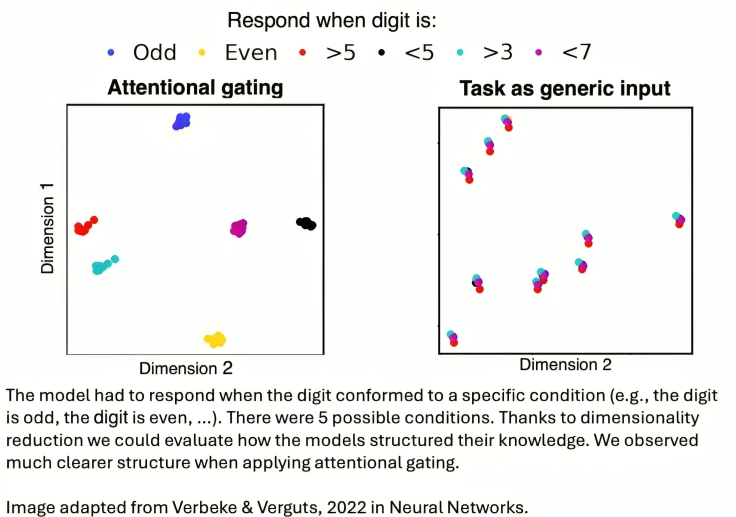 Respond when digit is:
Odd Even >5 <5 >3 <7
Attentional gating
Task as generic input
Dimension 1
Dimension 2
Dimension 2
The model had to respond when the digit conformed to a specific condition (e.g., the digit
is odd, the digit is even, ...). There were 5 possible conditions. Thanks to dimensionality
reduction we could evaluate how the models structured their knowledge. We observed
much clearer structure when applying attentional gating.
Image adapted from Verbeke & Verguts, 2022 in Neural Networks.